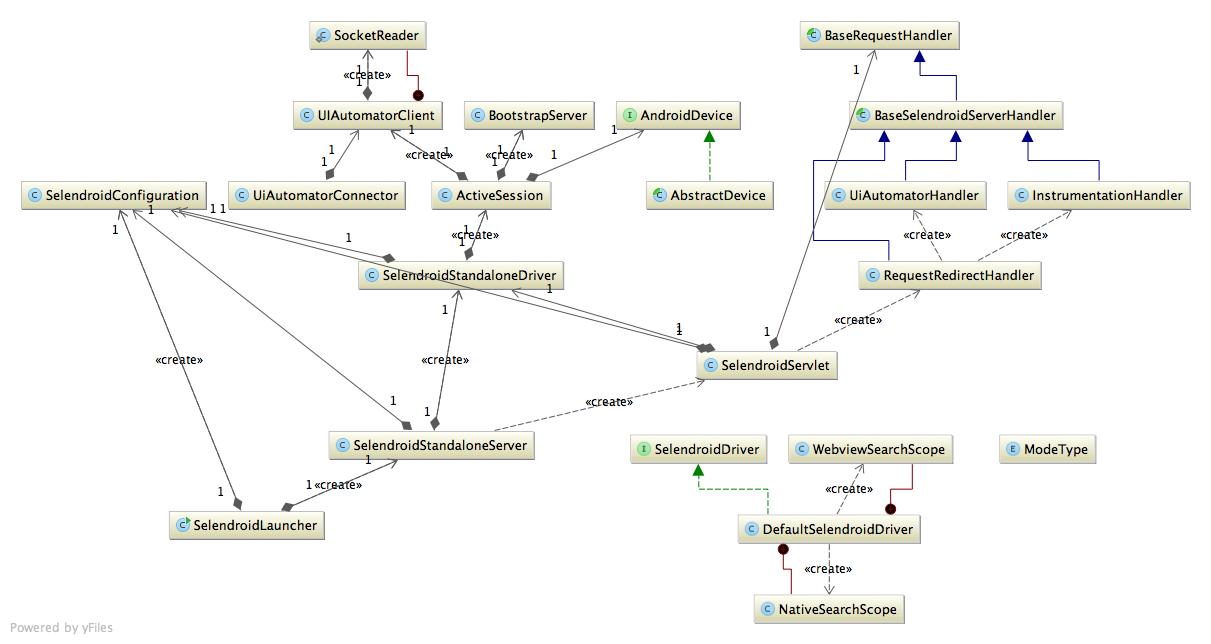 SocketReader
BaseRequestHandler
1
1
«create»
1
UIAutomatorClient
BootstrapServer
AndroidDevice
BaseSelendroidServerHandler
1
1
1
1
«create»
1
1
«create»
1
1
SelendroidConfiguration
UiAutomatorConnector
ActiveSession
AbstractDevice
UiAutomatorHandler
InstrumentationHandler
1
1 1
1
1
«create»
1
1
«create»
«create»
SelendroidStandaloneDriver
RequestRedirectHandler
1
1
«create»
1
1
1
«create»
«create»
SelendroidServlet
1
1
«create»
SelendroidStandaloneServer
SelendroidDriver
WebviewSearchScope
ModeType
1
1
1 «create»
«create»
SelendroidLauncher
DefaultSelendroidDriver
«create»
NativeSearchScope
Powered by yFiles